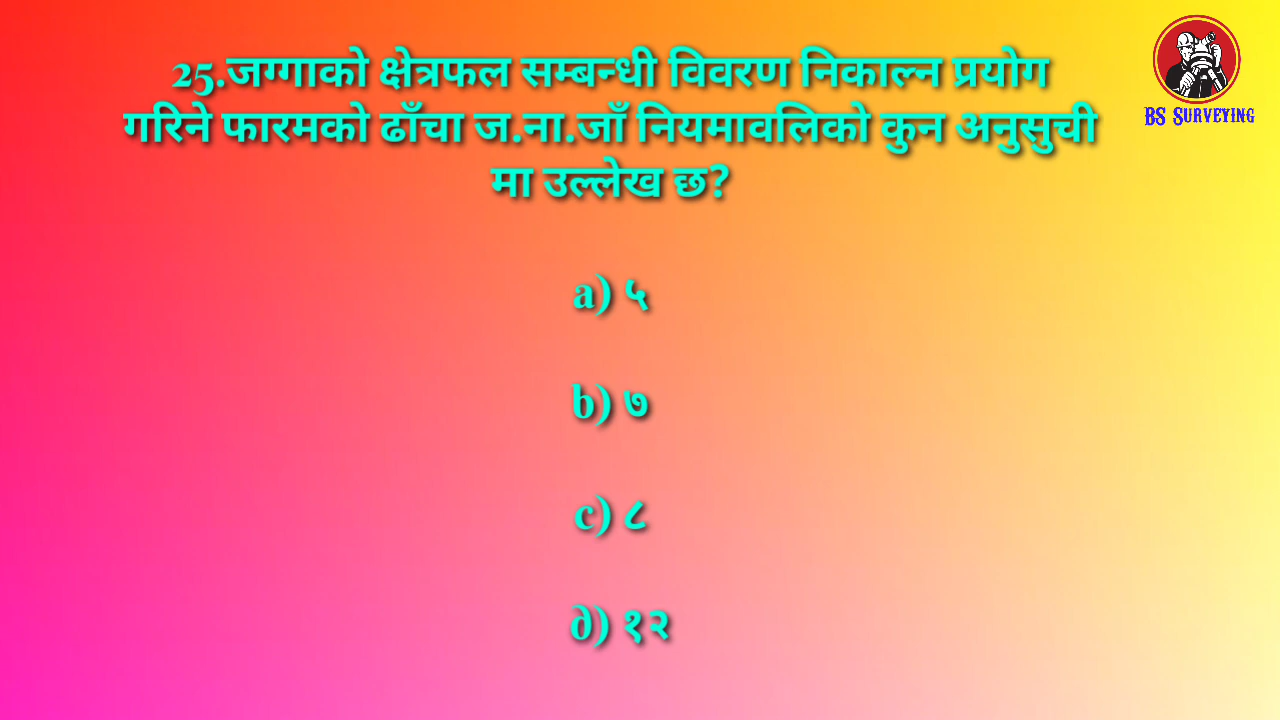 25.जग्गाको क्षेत्रफल सम्बन्धी विवरण निकाल्न प्रयोग
गरिने फारमको ढाँचा ज.ना.जाँ नियमावलिको कुन अनुसुची
मा उल्लेख छ?
a) ५
b) ७
c) ८
d) १२
BS Surveying